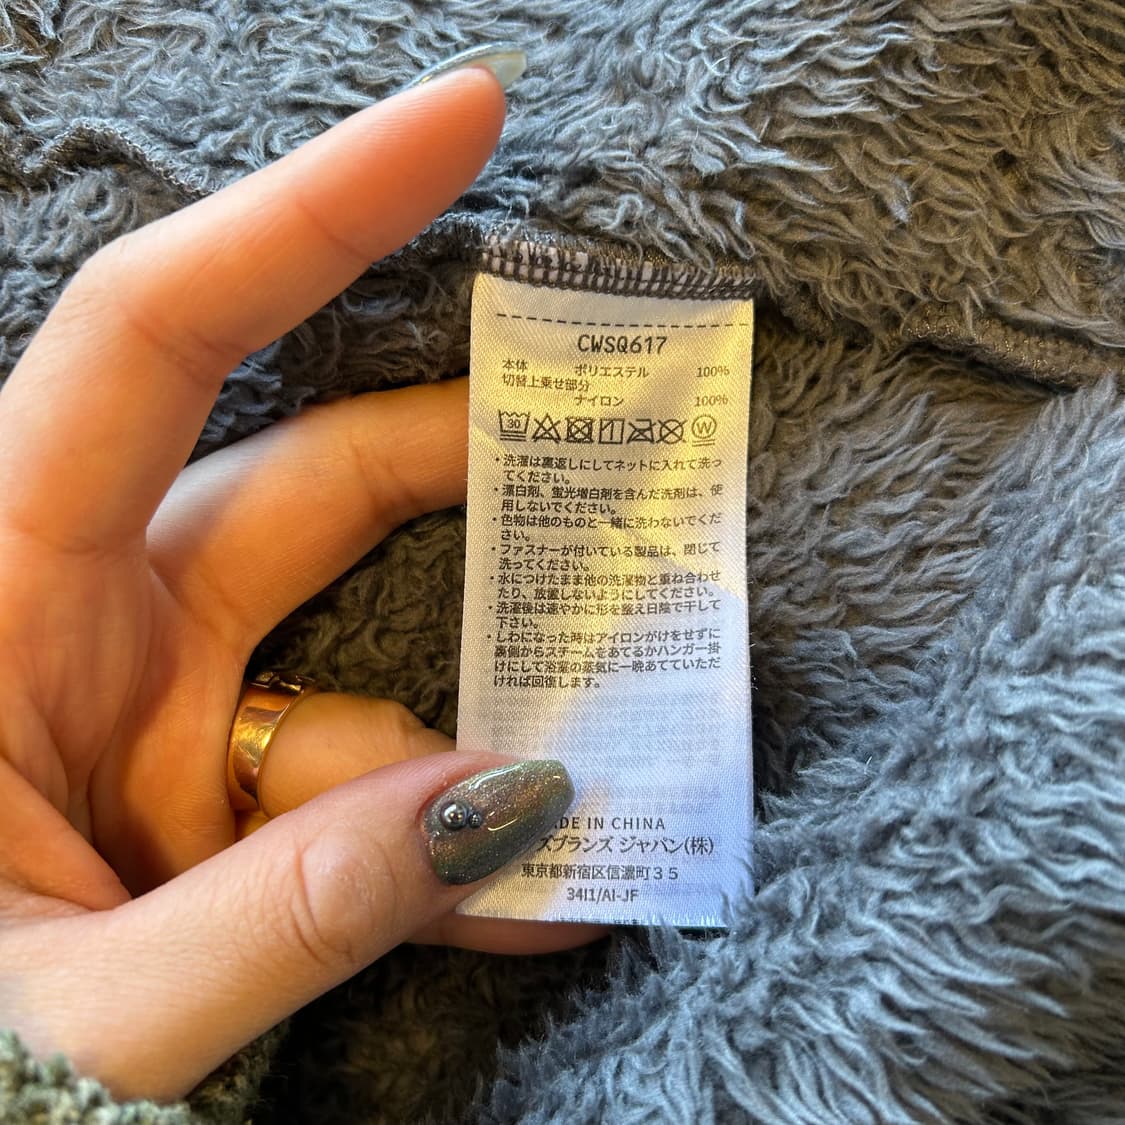 CWSQ617
本体 ポリエステル 100%
切替上乗せ部分
ナイロン 100%
30 W
・洗濯は裏返しにしてネットに入れて洗っ
てください。
・漂白剤、蛍光増白剤を含んだ洗剤は、使
用しないでください。
・色物は他のものと一緒に洗わないでくだ
さい。
・ファスナーが付いている製品は、閉じて
洗ってください。
・水につけたまま他の洗濯物と重ね合わせ
たり、放置しないようにしてください。
・洗濯後は速やかに形を整え日陰で干して
下さい。
・しわになった時はアイロンがけをせずに
裏側からスチームをあてるかハンガー掛
けにして浴室の蒸気に一晩あてていただ
ければ回復します。
DE IN CHINA
ズブランズ ジャパン(株)
東京都新宿区信濃町35
34I1/AI-JF